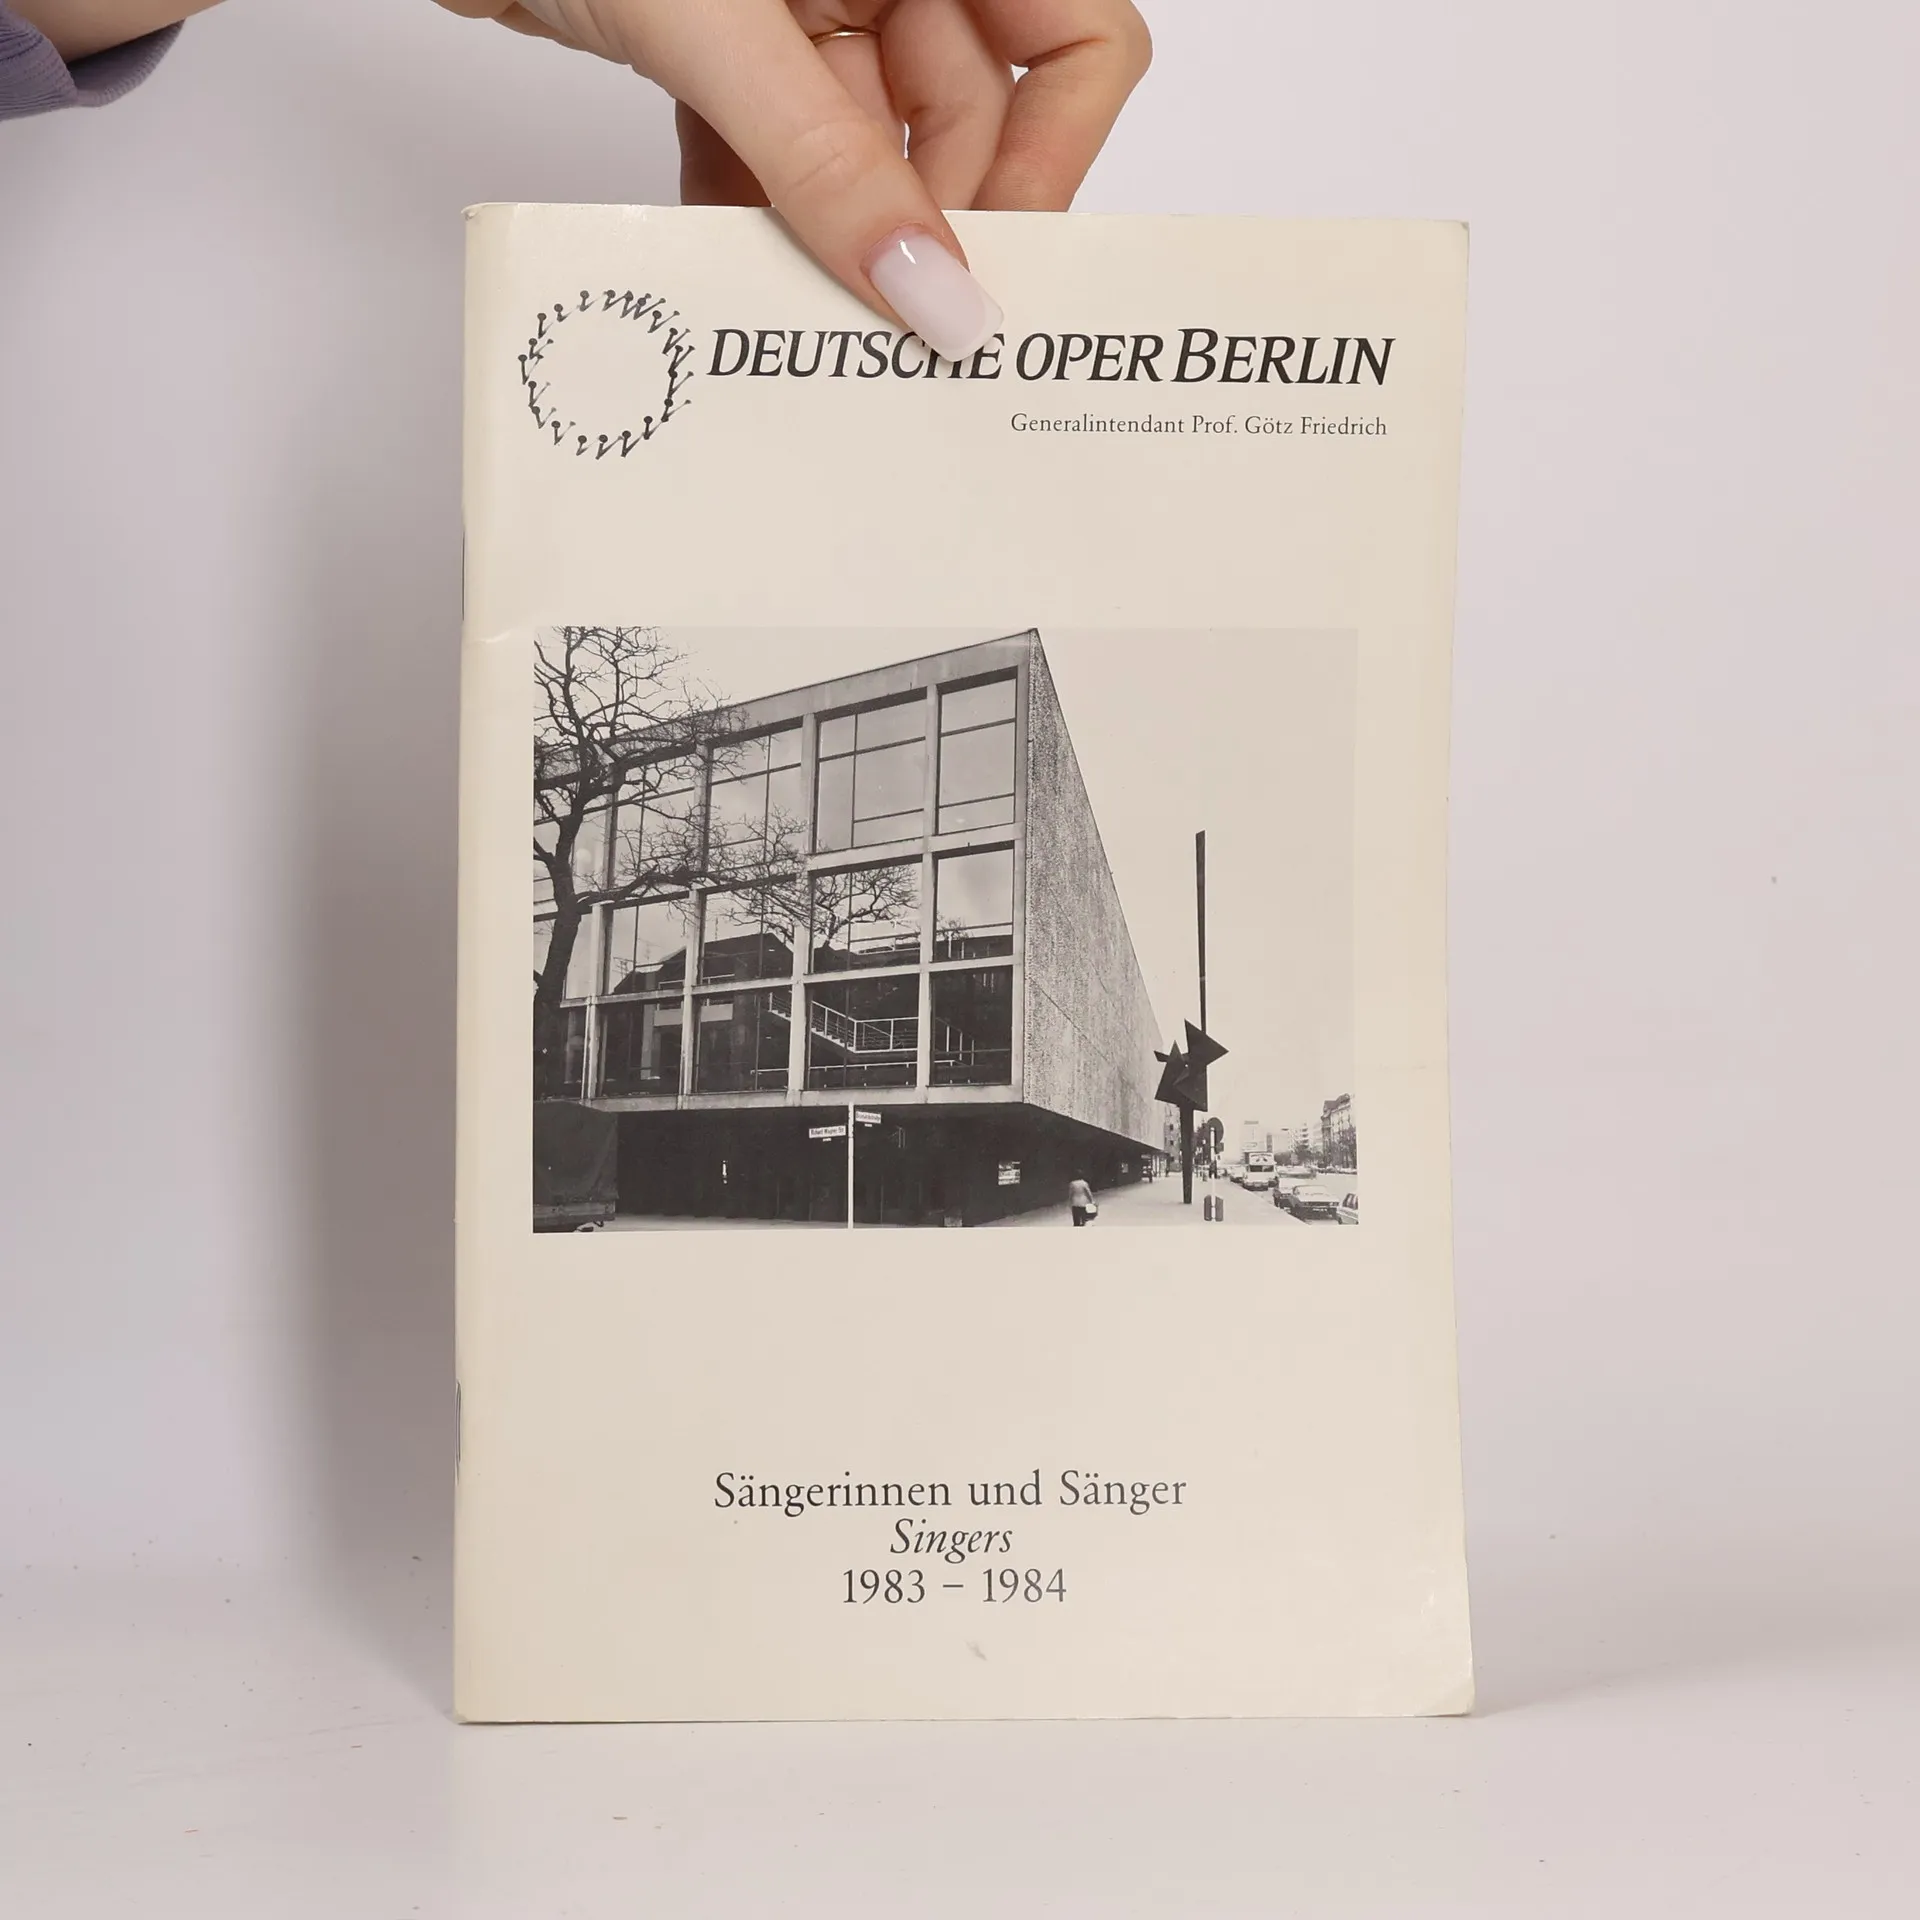 DEUTSCHE OPER BERLIN
Generalintendant Prof. Götz Friedrich
Sängerinnen und Sänger
Singers
1983 – 1984